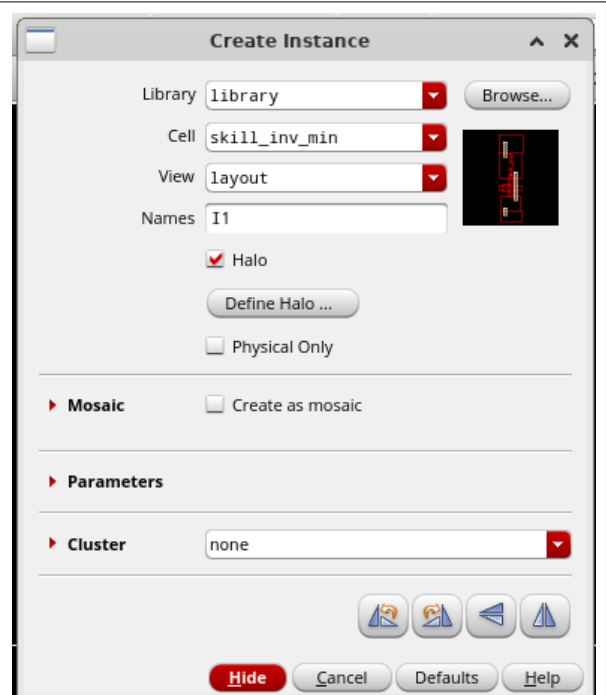 Create Instance
Library library Browse...
Cell skill_inv_min
View layout
Names I1
Halo
Define Halo ...
Physical Only
Mosaic Create as mosaic
Parameters
Cluster none
Hide Cancel Defaults Help